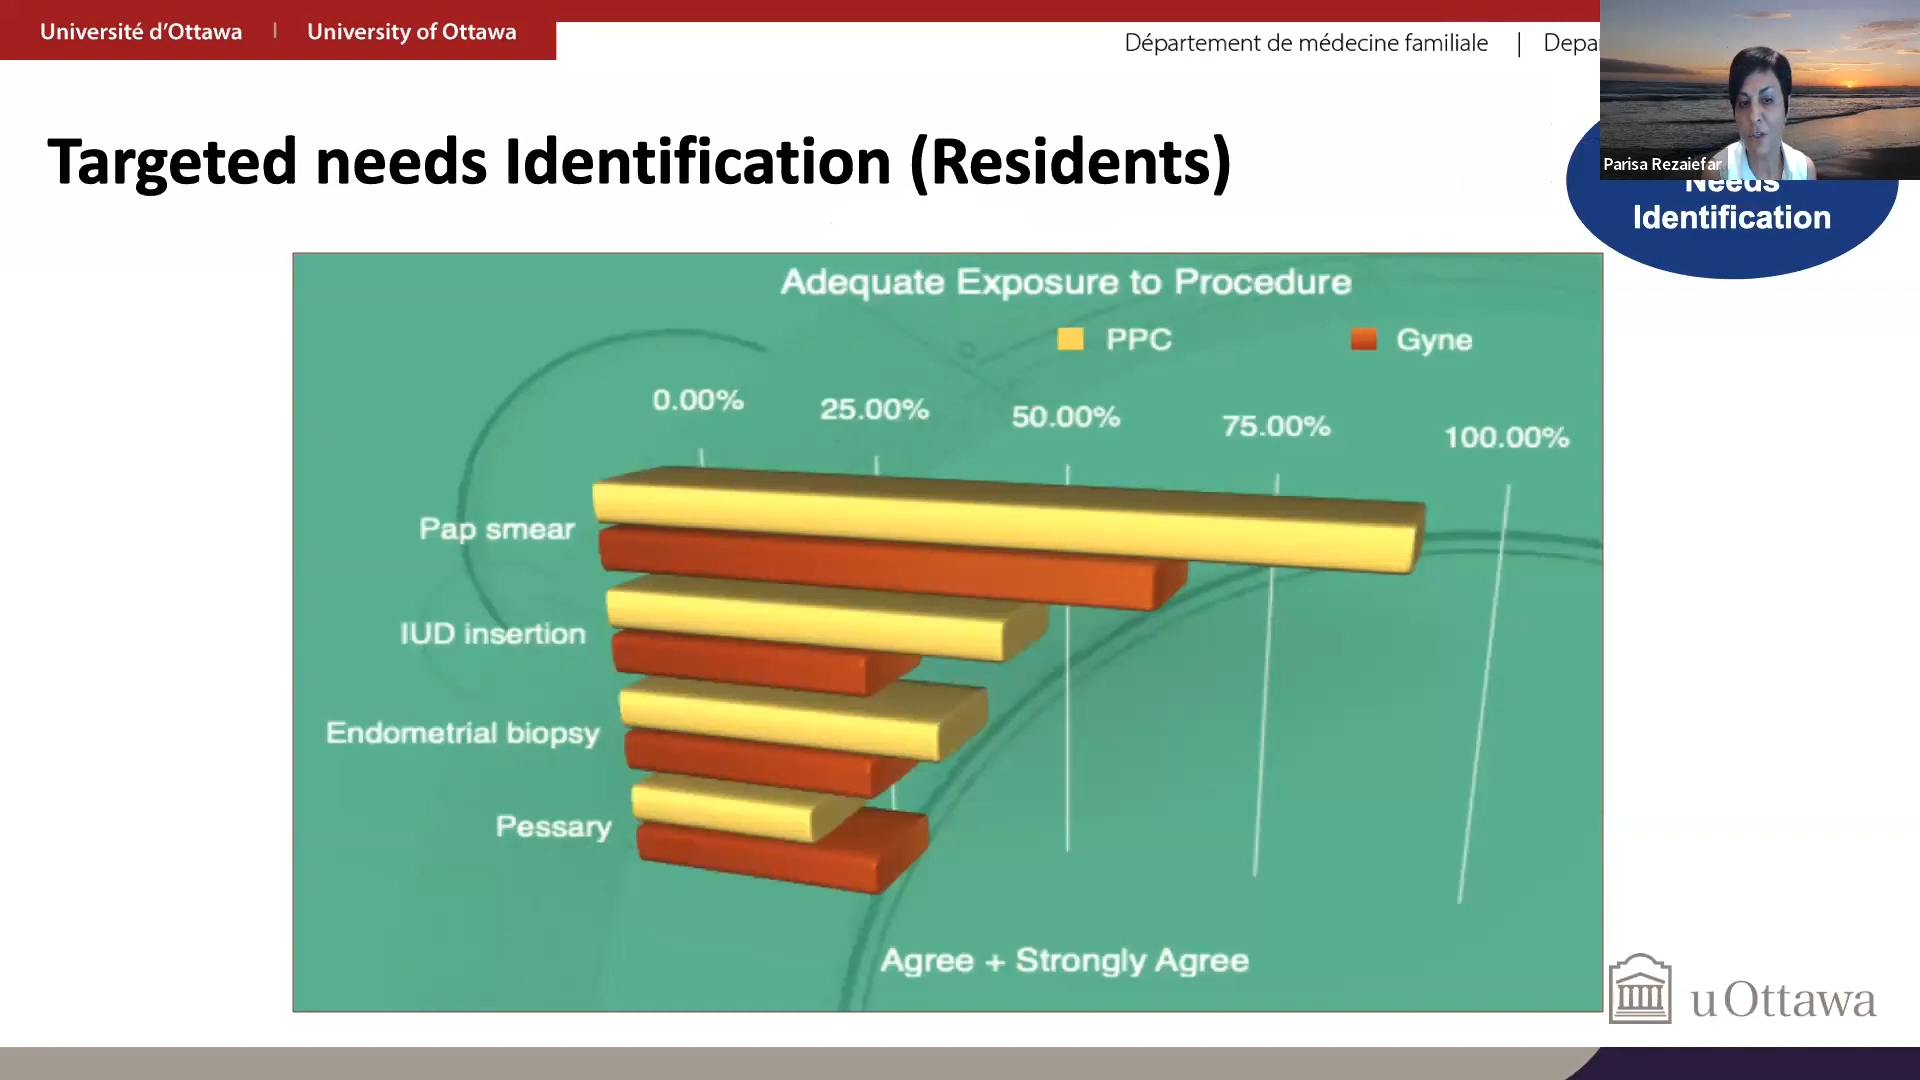 Université d'Ottawa | University of Ottawa
Département de médecine familiale |
Parisa Rezaiefar
Targeted needs Identification (Residents)
Needs
Identification
Adequate Exposure to Procedure
PPC Gyne
0.00% 25.00% 50.00% 75.00% 100.00%
Pap smear
IUD insertion
Endometrial biopsy
Pessary
Agree + Strongly Agree
uOttawa